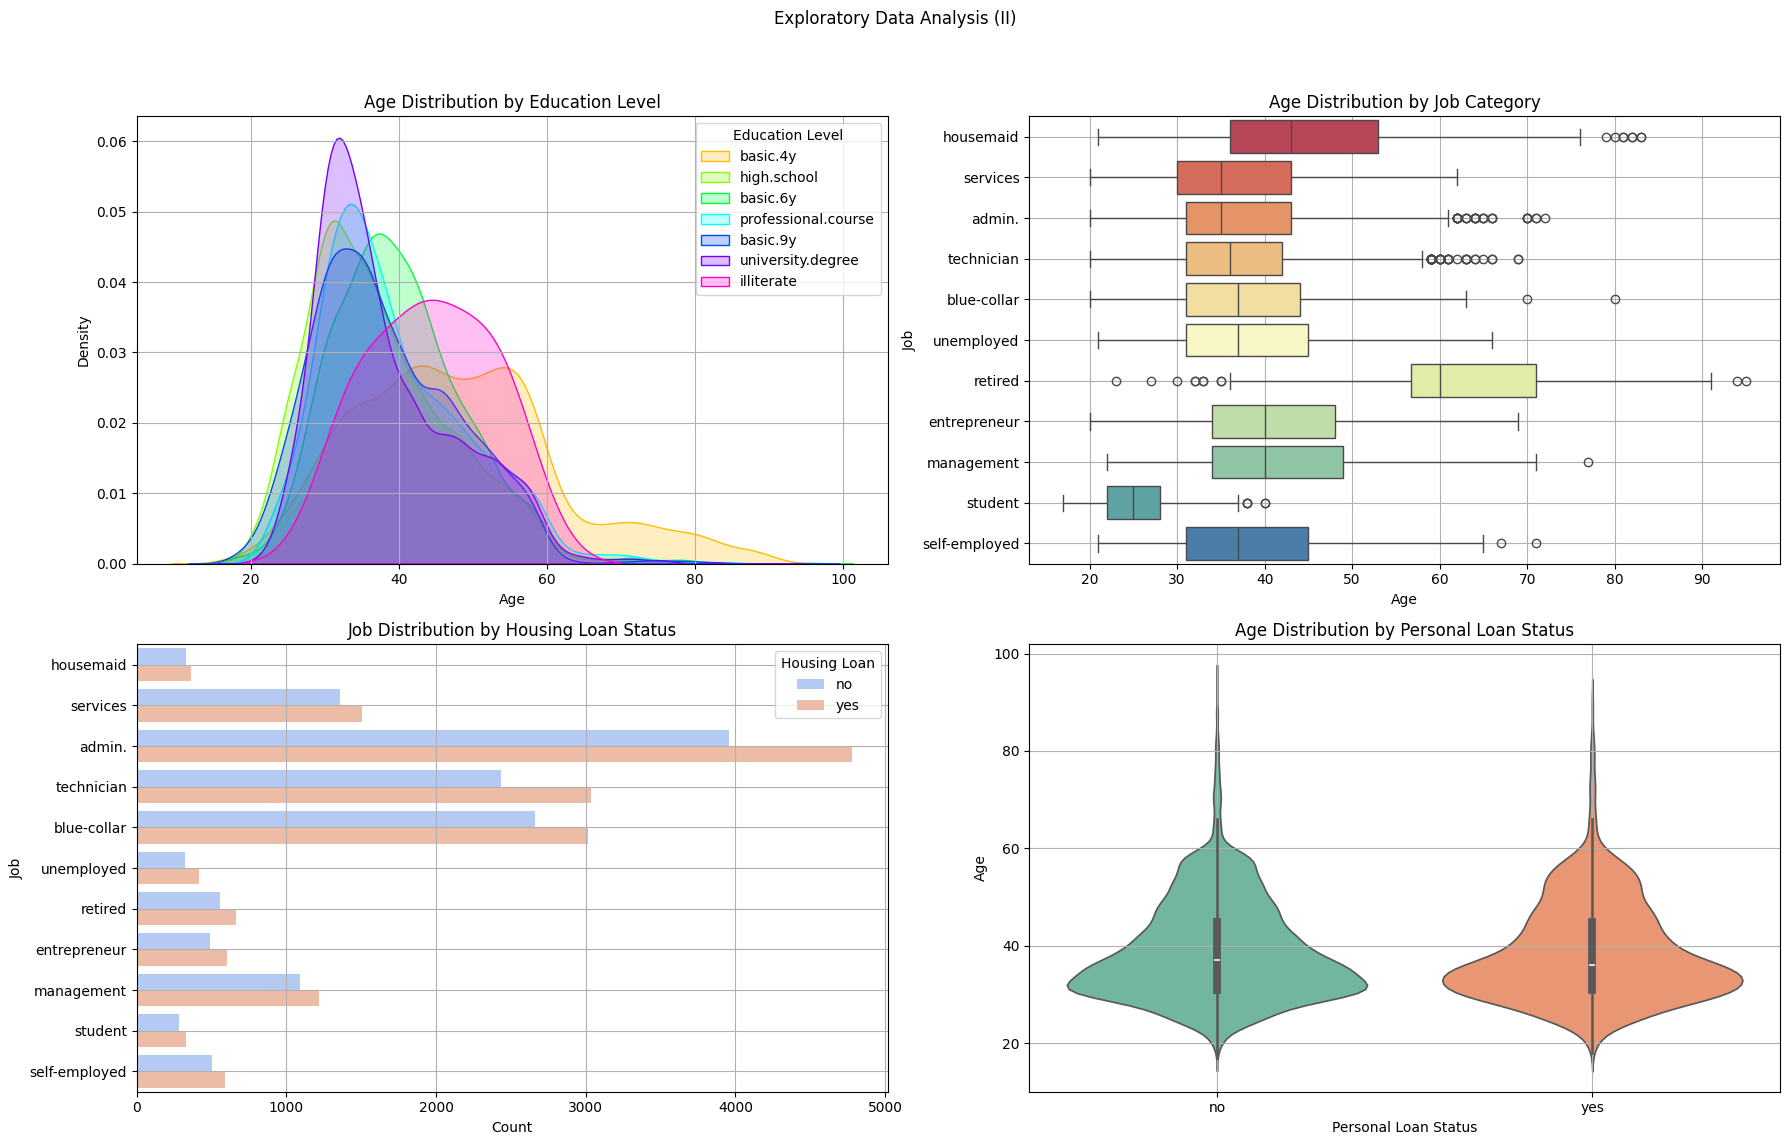 Exploratory Data Analysis (II)
Age Distribution by Education Level
Density
0.06
0.05
0.04
0.03
0.02
0.01
0.00
Education Level
basic.4y
high.school
basic.6y
professional.course
basic.9y
university.degree
illiterate
20 40 60 80 100
Age
Age Distribution by Job Category
Job
housemaid
services
admin.
technician
blue-collar
unemployed
retired
entrepreneur
management
student
self-employed
20 30 40 50 60 70 80 90
Age
Job Distribution by Housing Loan Status
Job
housemaid
services
admin.
technician
blue-collar
unemployed
retired
entrepreneur
management
student
self-employed
Housing Loan
no
yes
0 1000 2000 3000 4000 5000
Count
Age Distribution by Personal Loan Status
Age
100
80
60
40
20
no yes
Personal Loan Status